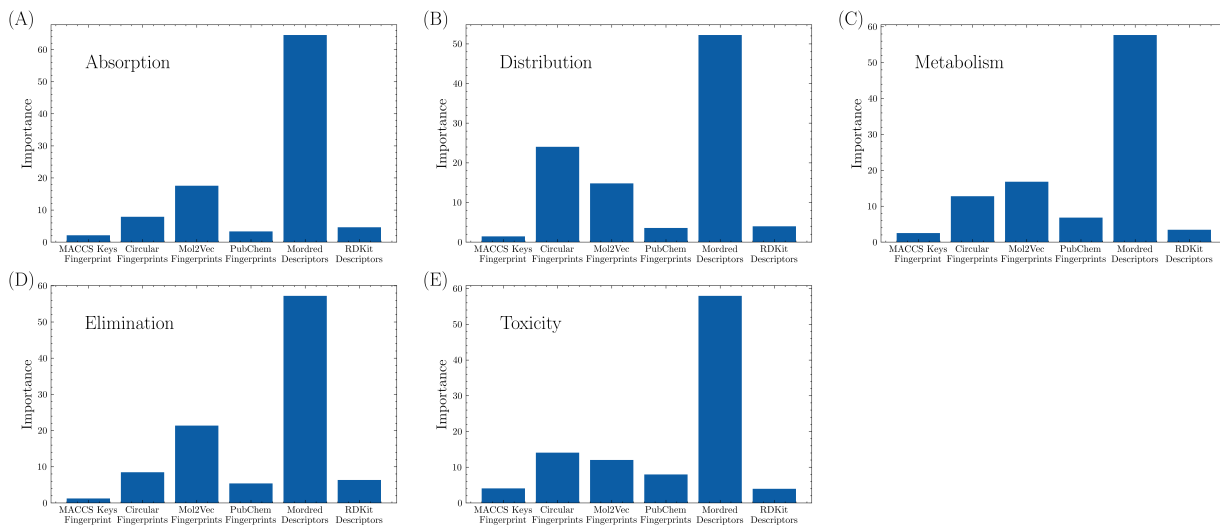 (A)
Absorption
Importance
60
50
40
30
20
10
0
MACCS Keys Circular Mol2Vec PubChem Mordred RDKit
Fingerprint Fingerprints Fingerprints Fingerprints Descriptors Descriptors
(B)
Distribution
Importance
50
40
30
20
10
0
MACCS Keys Circular Mol2Vec PubChem Mordred RDKit
Fingerprint Fingerprints Fingerprints Fingerprints Descriptors Descriptors
(C)
Metabolism
Importance
60
50
40
30
20
10
0
MACCS Keys Circular Mol2Vec PubChem Mordred RDKit
Fingerprint Fingerprints Fingerprints Fingerprints Descriptors Descriptors
(D)
Elimination
Importance
60
50
40
30
20
10
0
MACCS Keys Circular Mol2Vec PubChem Mordred RDKit
Fingerprint Fingerprints Fingerprints Fingerprints Descriptors Descriptors
(E)
Toxicity
Importance
60
50
40
30
20
10
0
MACCS Keys Circular Mol2Vec PubChem Mordred RDKit
Fingerprint Fingerprints Fingerprints Fingerprints Descriptors Descriptors